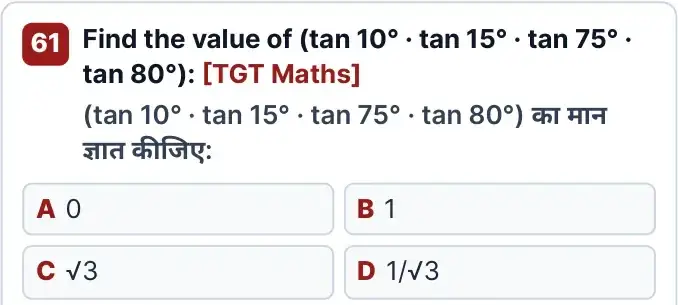 61 Find the value of (tan 10° · tan 15° · tan 75° ·
tan 80°): [TGT Maths]
(tan 10° · tan 15° · tan 75° · tan 80°) का मान
ज्ञात कीजिए:
A 0
B 1
C √3
D 1/√3